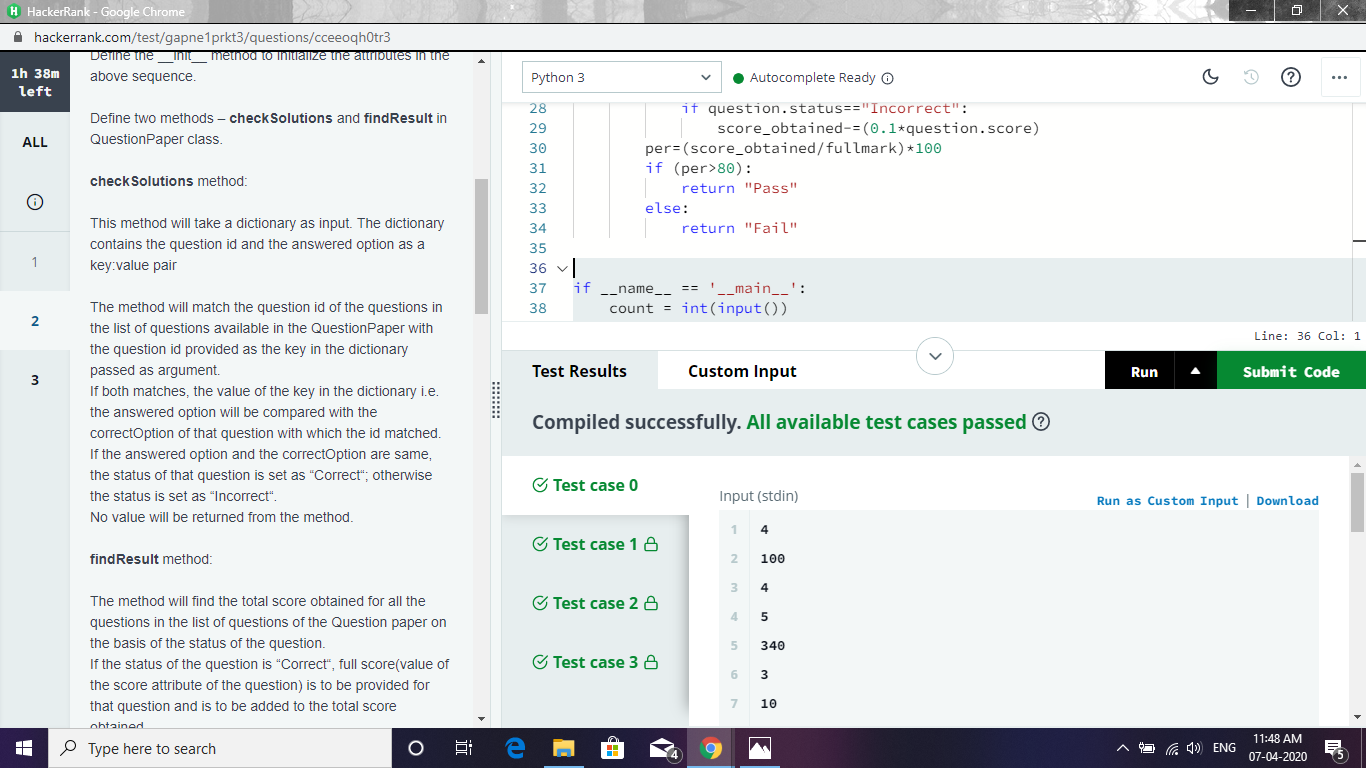 HackerRank - Google Chrome
hackerrank.com/test/gapne1prkt3/questions/cceeoqh0tr3
1h 38m
left
ALL
1
2
3
Define the __init__ method to initialize the attributes in the
above sequence.
Define two methods – checkSolutions and findResult in
QuestionPaper class.
checkSolutions method:
This method will take a dictionary as input. The dictionary
contains the question id and the answered option as a
key:value pair
The method will match the question id of the questions in
the list of questions available in the QuestionPaper with
the question id provided as the key in the dictionary
passed as argument.
If both matches, the value of the key in the dictionary i.e.
the answered option will be compared with the
correctOption of that question with which the id matched.
If the answered option and the correctOption are same,
the status of that question is set as “Correct“; otherwise
the status is set as “Incorrect“.
No value will be returned from the method.
findResult method:
The method will find the total score obtained for all the
questions in the list of questions of the Question paper on
the basis of the status of the question.
If the status of the question is “Correct“, full score(value of
the score attribute of the question) is to be provided for
that question and is to be added to the total score
obtained
Python 3
Autocomplete Ready
28 if question.status=="Incorrect":
29 score_obtained-=(0.1*question.score)
30 per=(score_obtained/fullmark)*100
31 if (per>80):
32 return "Pass"
33 else:
34 return "Fail"
35
36
37 if __name__ == '__main__':
38 count = int(input())
Line: 36 Col: 1
Test Results
Custom Input
Run
Submit Code
Compiled successfully. All available test cases passed
Test case 0
Test case 1
Test case 2
Test case 3
Input (stdin)
Run as Custom Input | Download
1 4
2 100
3 4
4 5
5 340
6 3
7 10
Type here to search
4
ENG
11:48 AM
07-04-2020
5